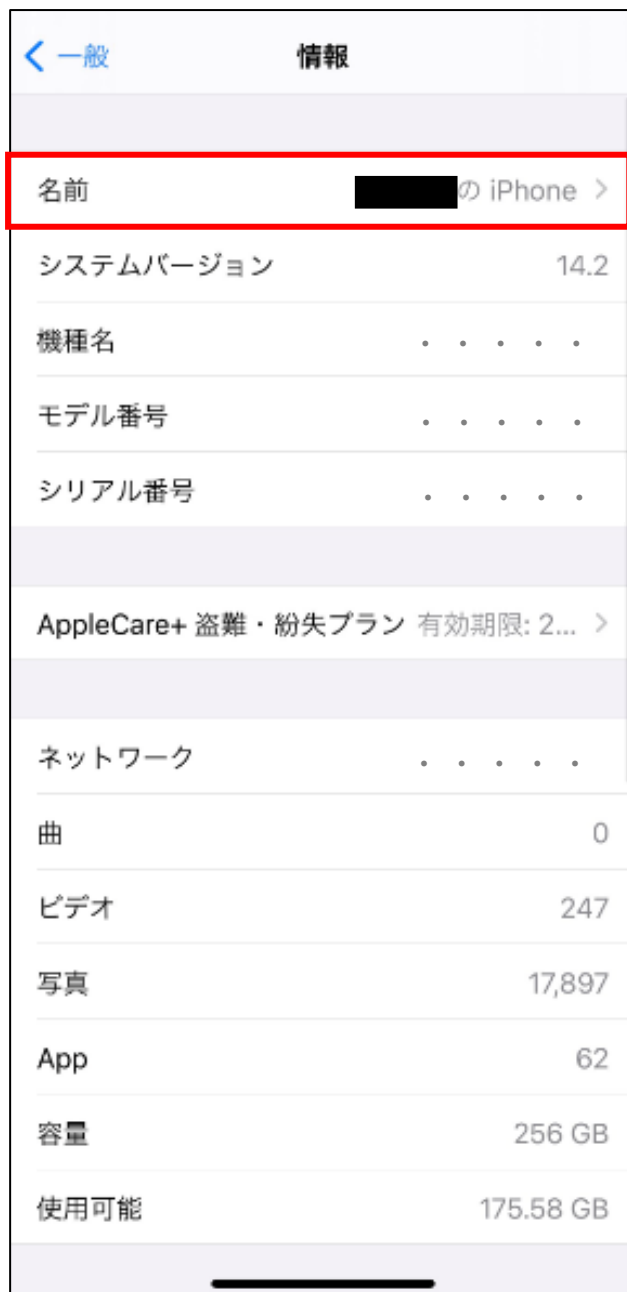 一般 情報
名前 の iPhone
システムバージョン 14.2
機種名 . . . . .
モデル番号 . . . . .
シリアル番号 . . . . .
AppleCare+ 盗難・紛失プラン 有効期限: 2...
ネットワーク . . . . .
曲 0
ビデオ 247
写真 17,897
App 62
容量 256 GB
使用可能 175.58 GB